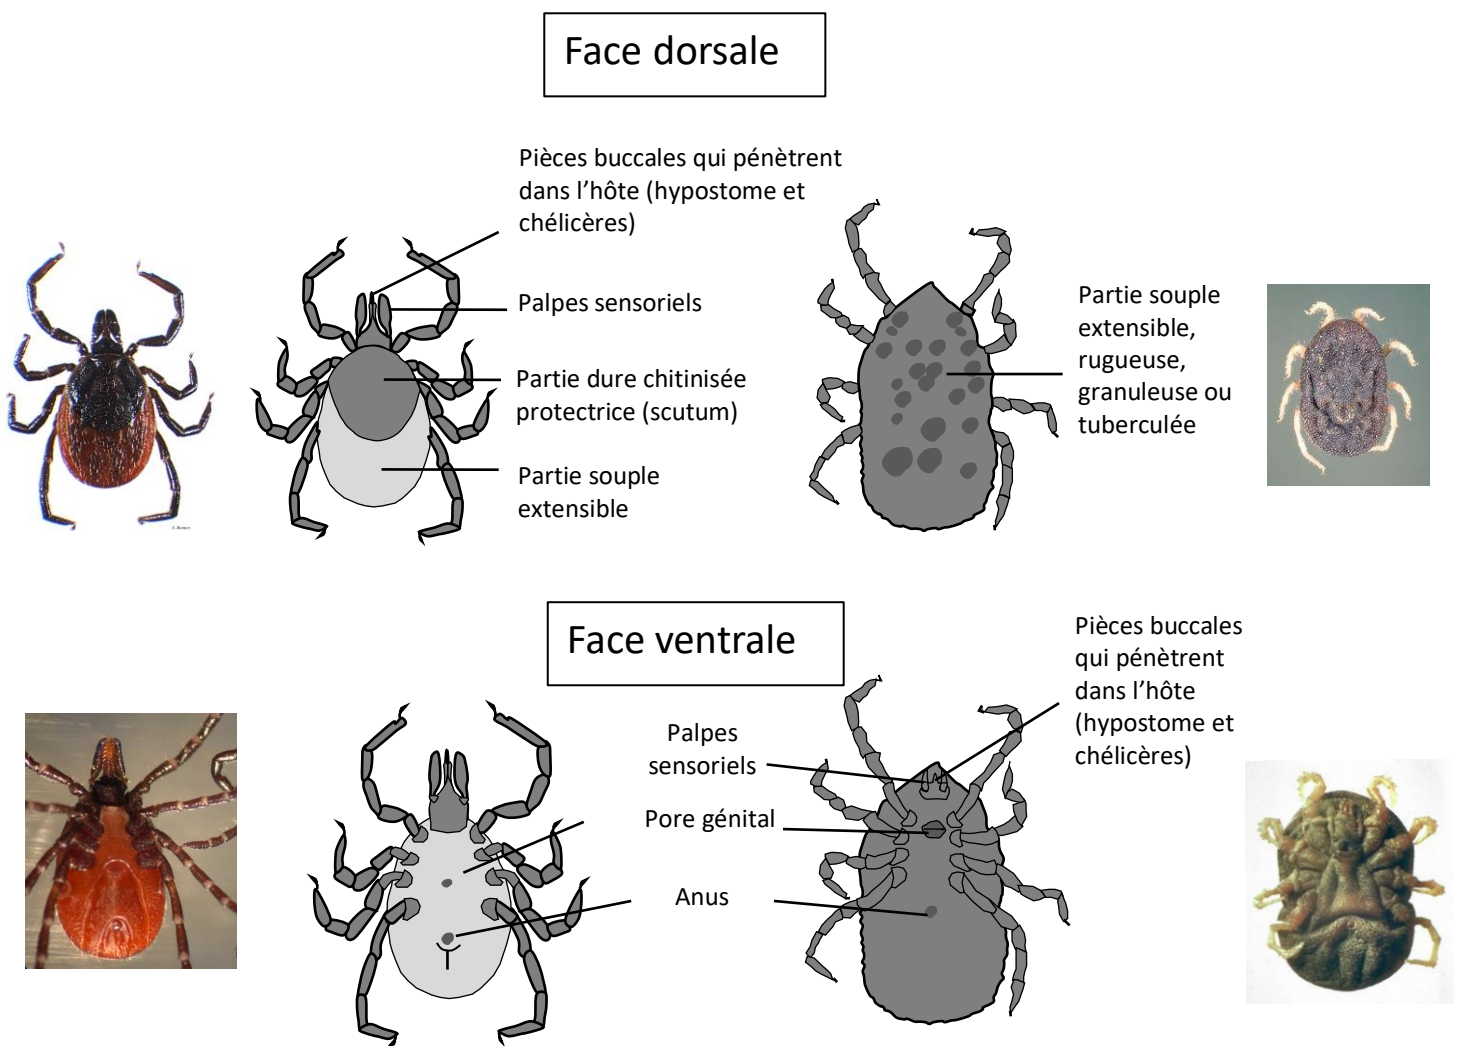 Face dorsale
Pièces buccales qui pénètrent
dans l’hôte (hypostome et
chélicères)
Palpes sensoriels
Partie dure chitinisée
protectrice (scutum)
Partie souple
extensible
Partie souple
extensible,
rugueuse,
granuleuse ou
tuberculée
Face ventrale
Palpes
sensoriels
Pore génital
Anus
Pièces buccales
qui pénètrent
dans l’hôte
(hypostome et
chélicères)